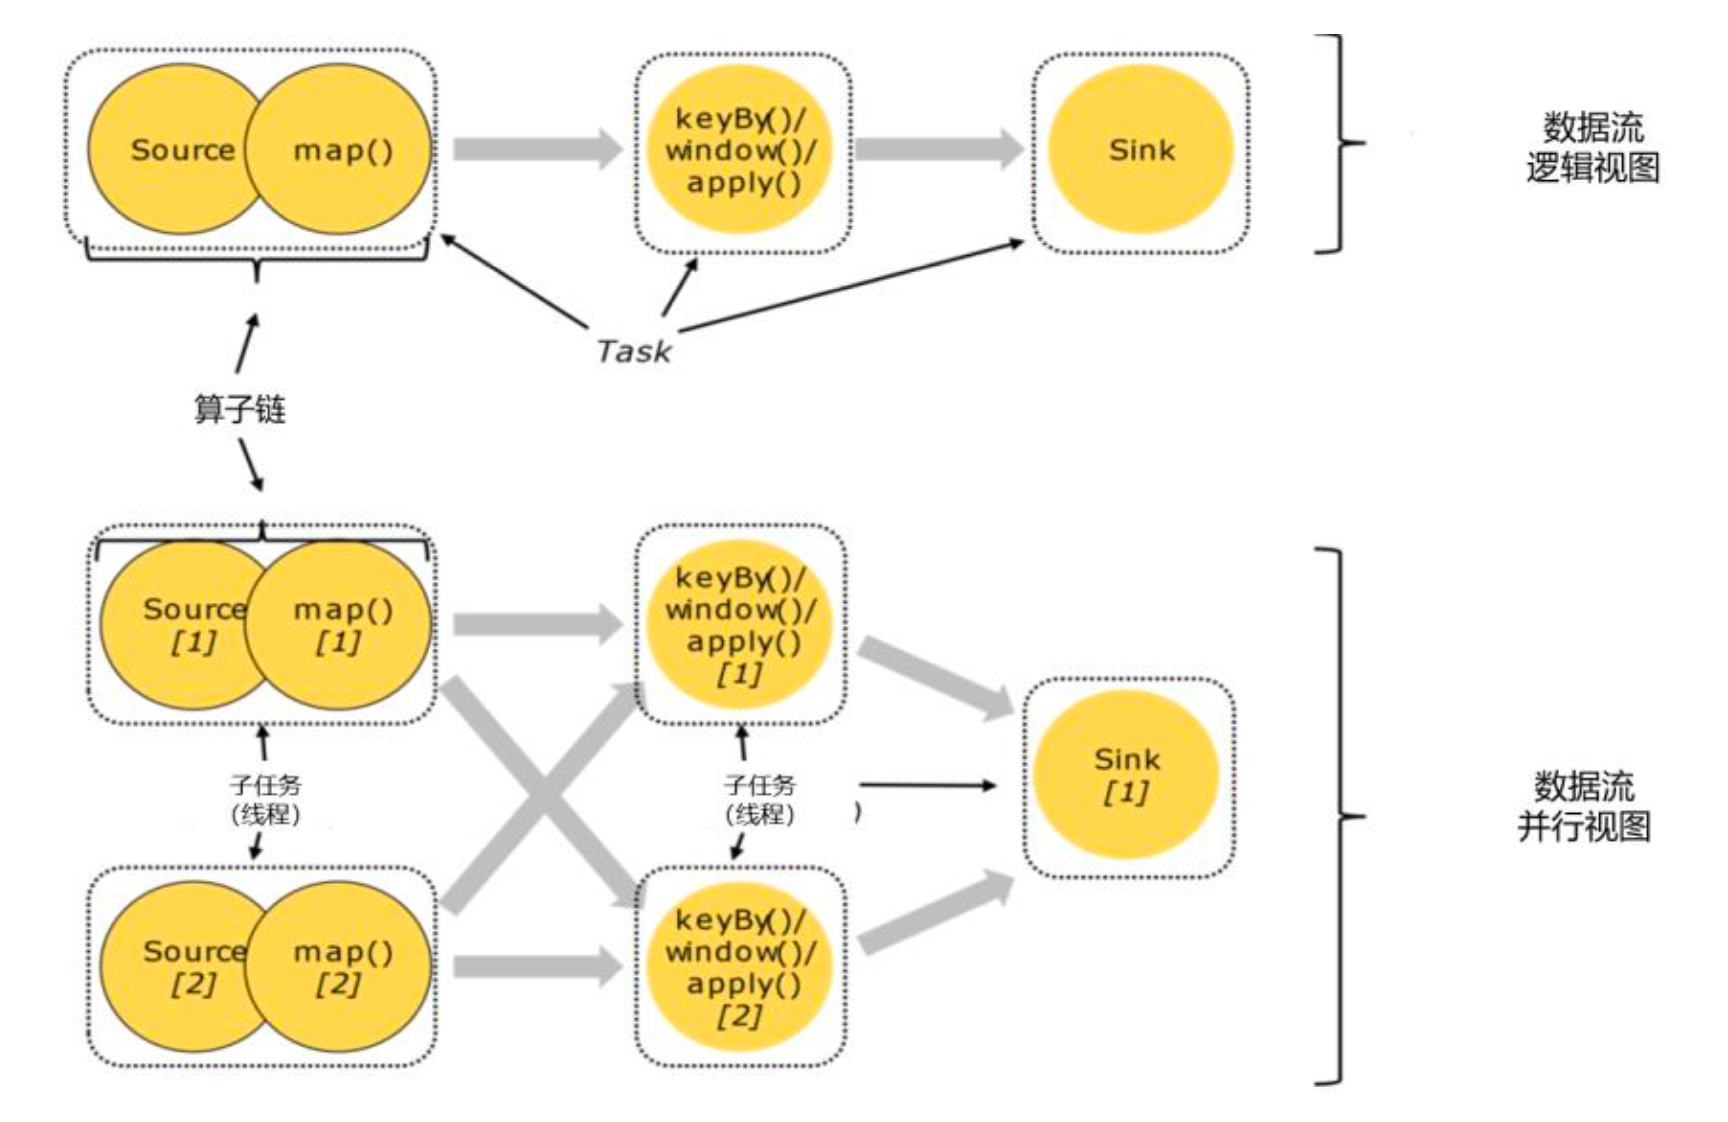 Source
map()
keyBy()/
window()/
apply()
Sink
数据流
逻辑视图
Task
算子链
Source
[1]
map()
[1]
keyBy()/
window()/
apply()
[1]
子任务
(线程)
子任务
(线程)
)
Sink
[1]
数据流
并行视图
Source
[2]
map()
[2]
keyBy()/
window()/
apply()
[2]